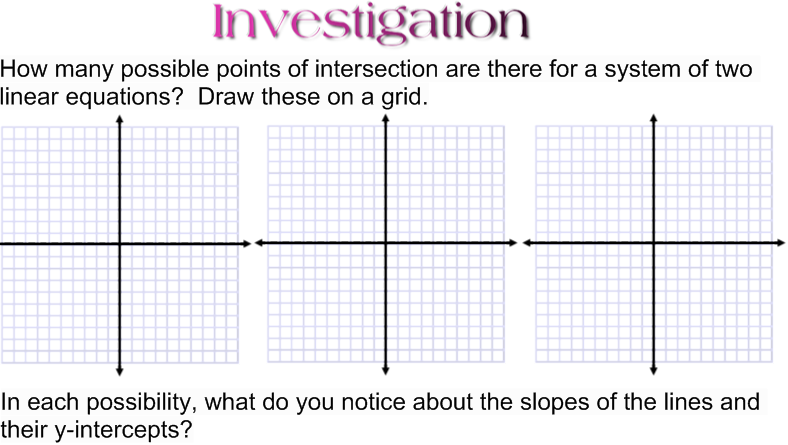 Investigation
How many possible points of intersection are there for a system of two
linear equations?  Draw these on a grid.
In each possibility, what do you notice about the slopes of the lines and
their y-intercepts?